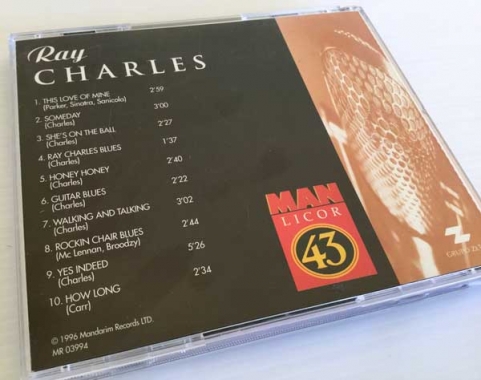 Ray
CHARLES
1. THIS LOVE OF MINE 2'59
(Parker, Sinatra, Sanicolo)
2. SOMEDAY 3'00
(Charles)
3. SHE'S ON THE BALL 2'27
(Charles)
4. RAY CHARLES BLUES 1'37
(Charles)
5. HONEY HONEY 2'40
(Charles)
6. GUITAR BLUES 2'22
(Charles)
7. WALKING AND TALKING 3'02
(Charles)
8. ROCKIN CHAIR BLUES 2'44
(Mc Lennan, Broodzy)
9. YES INDEED 5'26
(Charles)
10. HOW LONG 2'34
(Carr)
© 1996 Mandarim Records LTD.
MR 03994
MAN
LICOR
43